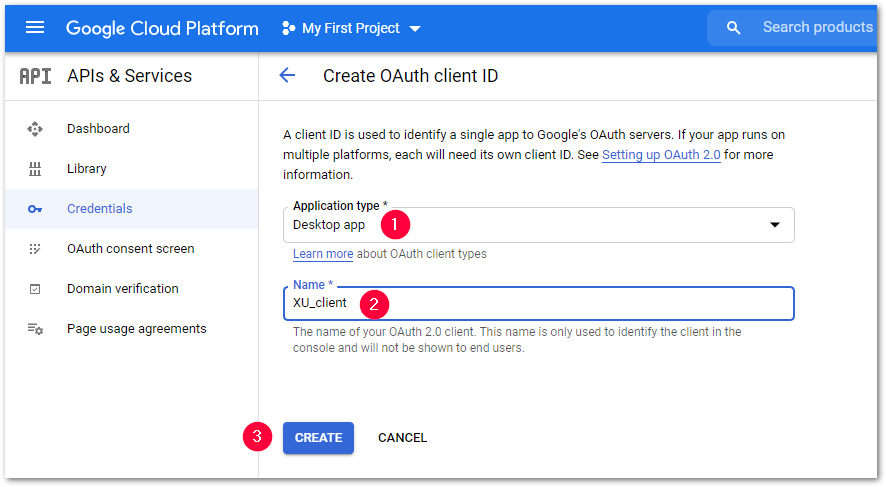 Google Cloud Platform
My First Project
Search products
API
APIs & Services
Create OAuth client ID
Dashboard
Library
Credentials
OAuth consent screen
Domain verification
Page usage agreements
A client ID is used to identify a single app to Google's OAuth servers. If your app runs on
multiple platforms, each will need its own client ID. See Setting up OAuth 2.0 for more
information.
Application type *
Desktop app
1
Learn more about OAuth client types
Name *
XU_client
2
The name of your OAuth 2.0 client. This name is only used to identify the client in the
console and will not be shown to end users.
3
CREATE
CANCEL